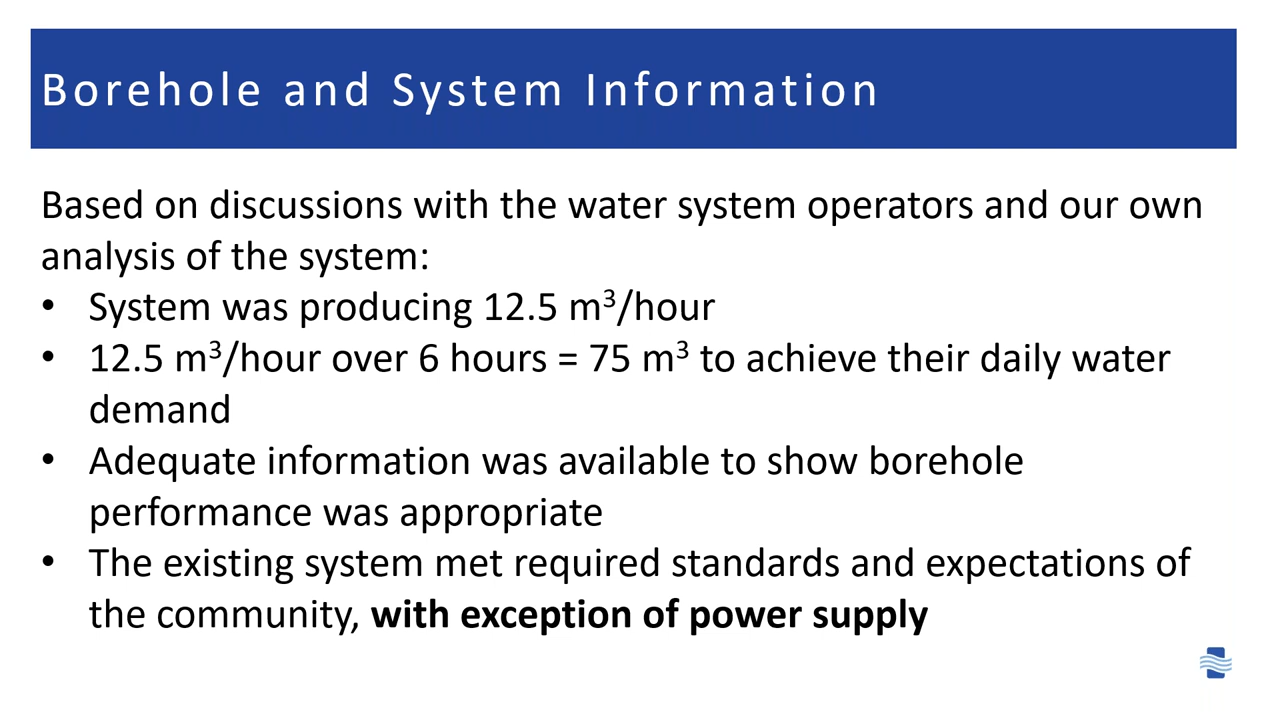 Borehole and System Information
Based on discussions with the water system operators and our own
analysis of the system:
• System was producing 12.5 m³/hour
• 12.5 m³/hour over 6 hours = 75 m³ to achieve their daily water
demand
• Adequate information was available to show borehole
performance was appropriate
• The existing system met required standards and expectations of
the community, with exception of power supply